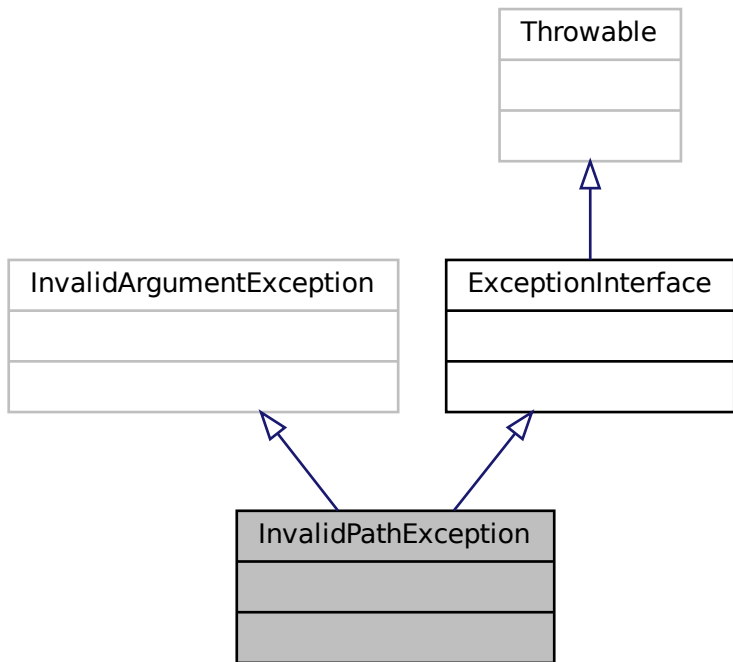 Throwable
InvalidArgumentException
ExceptionInterface
InvalidPathException